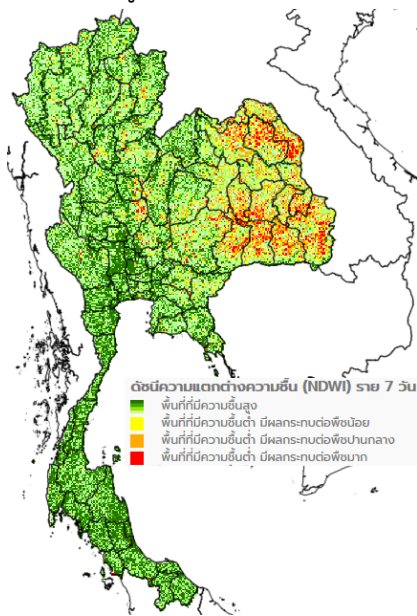 ดัชนีความแตกต่างความชื้น (NDWI) ราย 7 วัน
พื้นที่ที่มีความชื้นสูง
พื้นที่ที่มีความชื้นต่ำ มีผลกระทบต่อพืชน้อย
พื้นที่ที่มีความชื้นต่ำ มีผลกระทบต่อพืชปานกลาง
พื้นที่ที่มีความชื้นต่ำ มีผลกระทบต่อพืชมาก